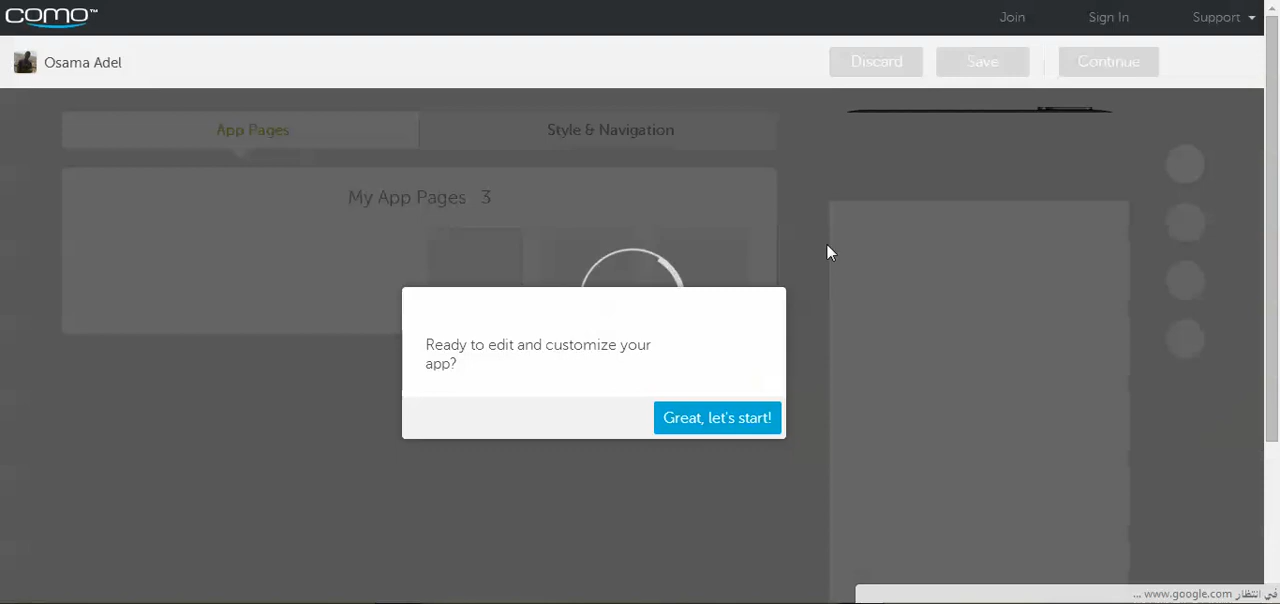 como™
Join
Sign In
Support
Osama Adel
Discard
Save
Continue
App Pages
Style & Navigation
My App Pages 3
Ready to edit and customize your
app?
Great, let's start!
في انتظار www.google.com ...